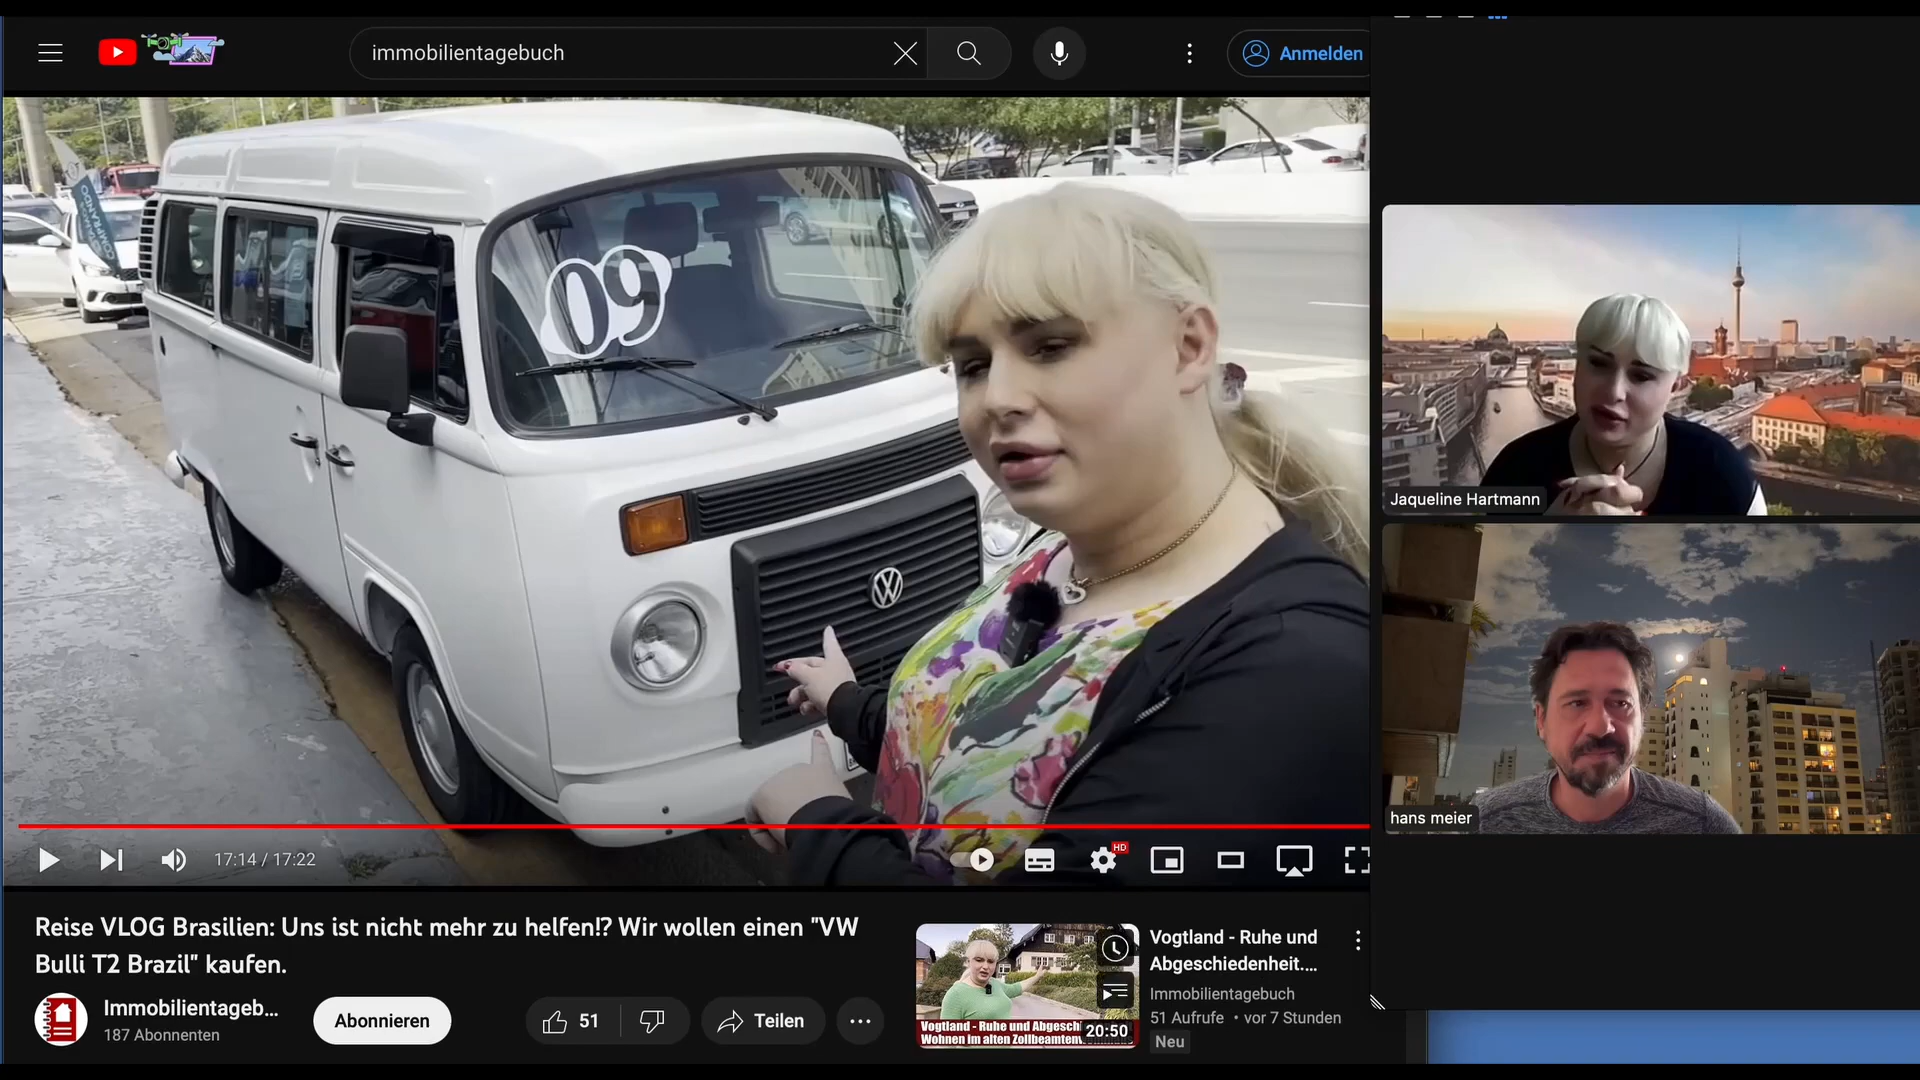 immobilientagebuch
Anmelden
ESTAMOS
COMPRANDO
09
Jaqueline Hartmann
hans meier
17:14 / 17:22
HD
Reise VLOG Brasilien: Uns ist nicht mehr zu helfen!? Wir wollen einen "VW
Bulli T2 Brazil" kaufen.
Immobilientageb...
187 Abonnenten
Abonnieren
51
Teilen
Vogtland - Ruhe und
Abgeschiedenheit....
Immobilientagebuch
51 Aufrufe • vor 7 Stunden
Neu
Vogtland - Ruhe und Abgesch
Wohnen im alten Zollbeamten
20:50